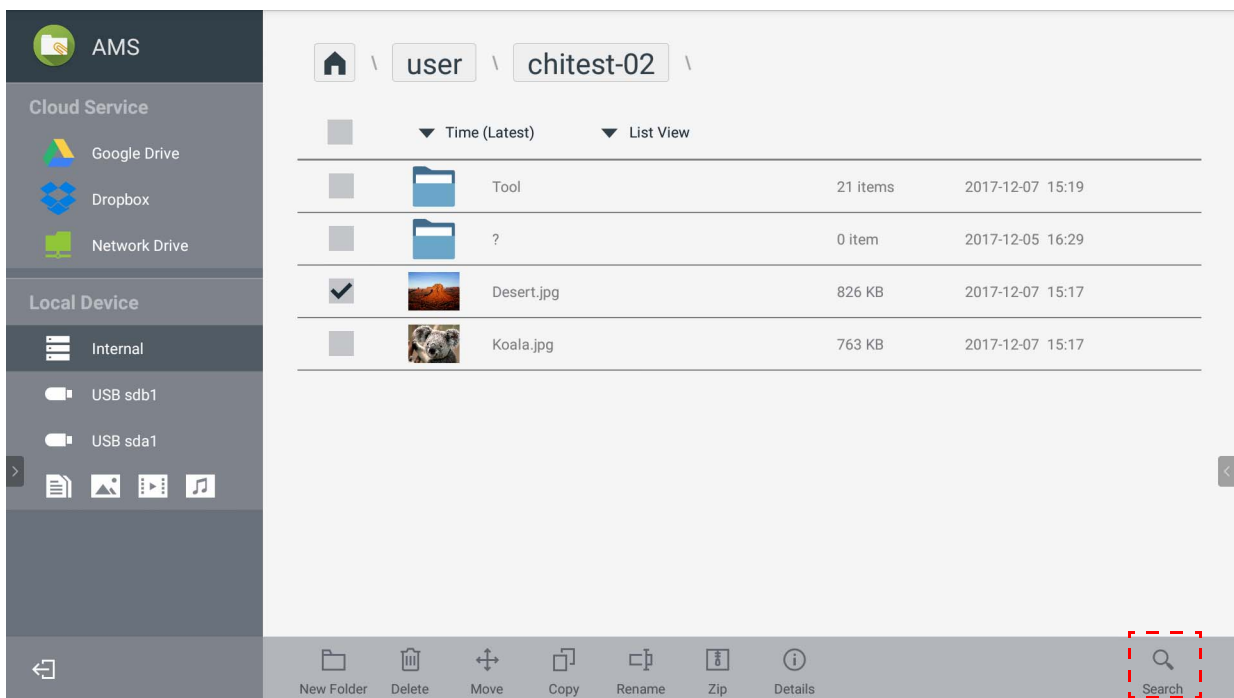 AMS
Cloud Service
Google Drive
Dropbox
Network Drive
Local Device
Internal
USB sdb1
USB sda1
\ user \ chitest-02 \
Time (Latest) List View
Tool 21 items 2017-12-07 15:19
? 0 item 2017-12-05 16:29
Desert.jpg 826 KB 2017-12-07 15:17
Koala.jpg 763 KB 2017-12-07 15:17
New Folder Delete Move Copy Rename Zip Details Search